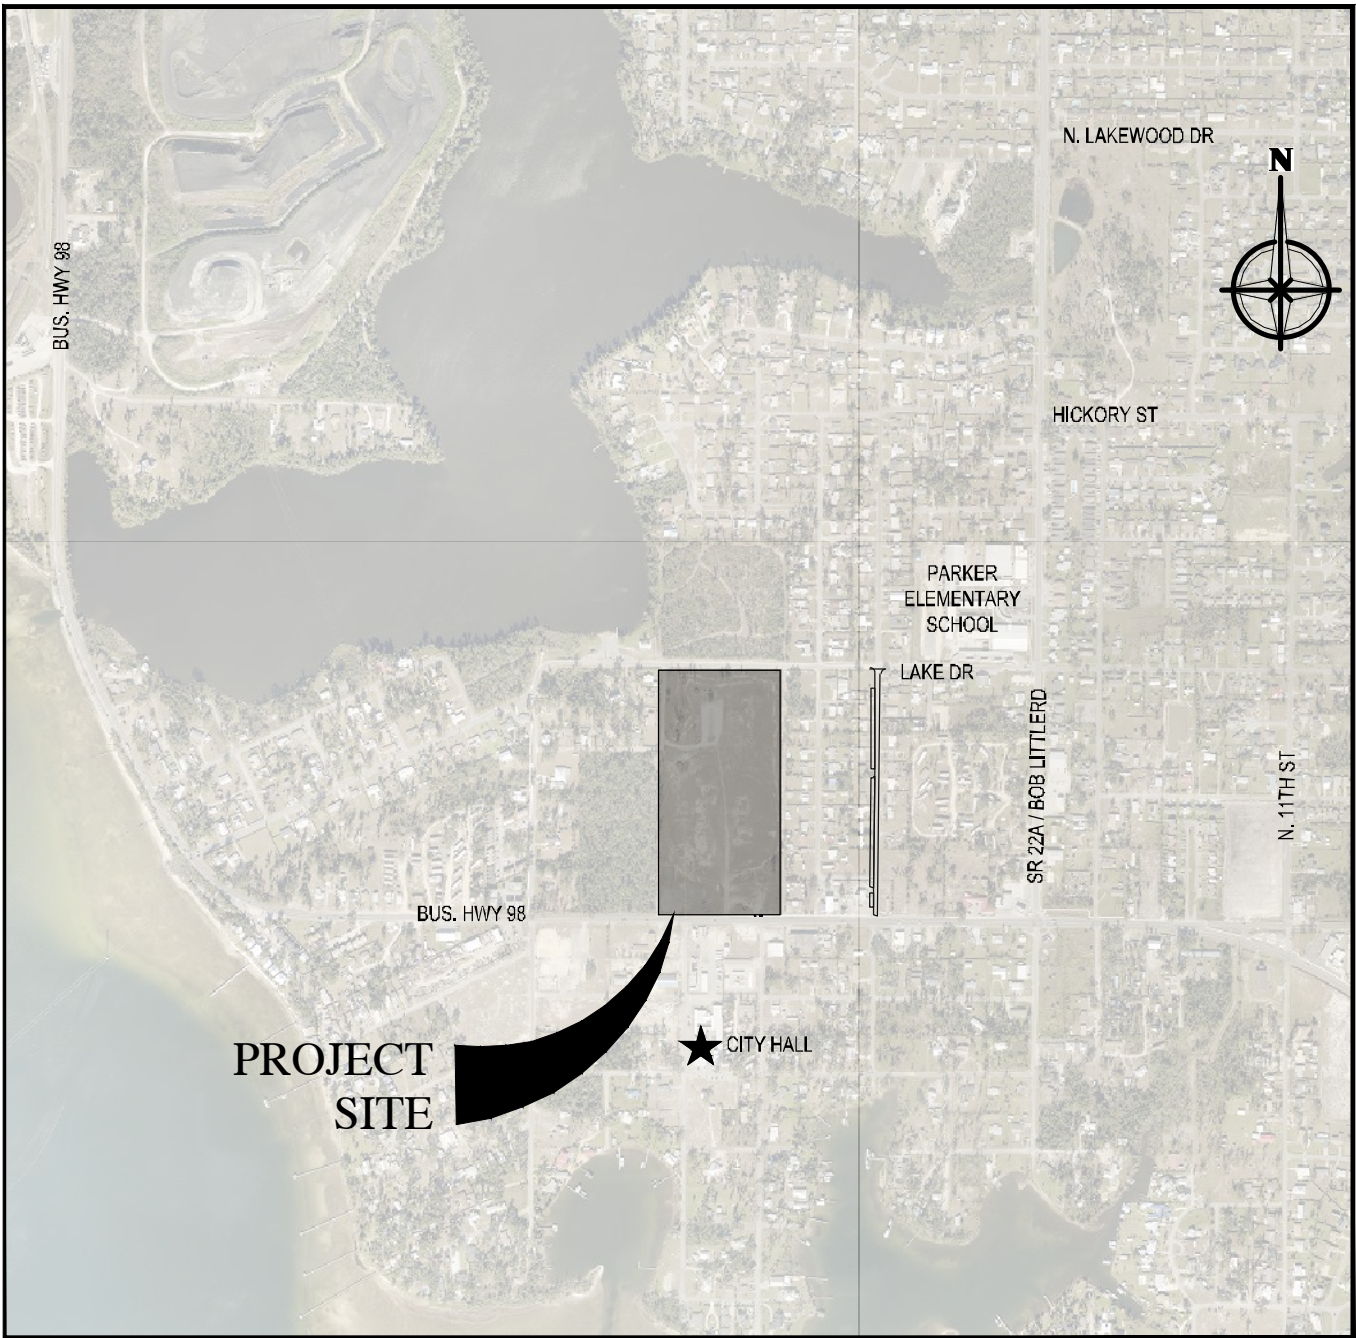 N. LAKEWOOD DR
N
BUS. HWY 98
HICKORY ST
PARKER
ELEMENTARY
SCHOOL
LAKE DR
SR 22A / BOB LITTLERD
N. 11TH ST
BUS. HWY 98
PROJECT
SITE
CITY HALL